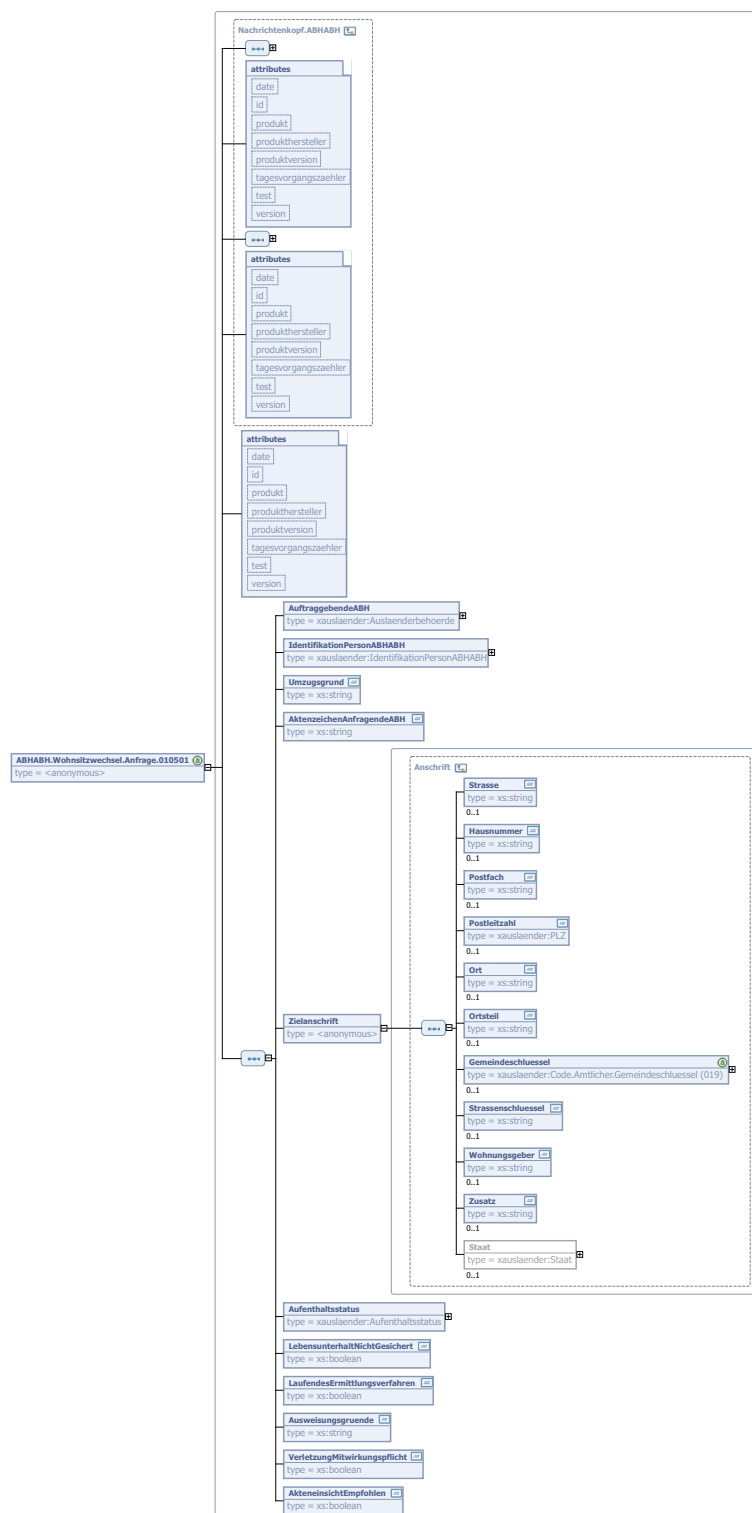 Nachrichtenkopf.ABHABH
attributes
date
id
produkt
produkthersteller
produktversion
tagesvorgangszaehler
test
version
attributes
date
id
produkt
produkthersteller
produktversion
tagesvorgangszaehler
test
version
attributes
date
id
produkt
produkthersteller
produktversion
tagesvorgangszaehler
test
version
AuftraggebendeABH
type = xauslaender:Auslaenderbehoerde
IdentifikationPersonABHABH
type = xauslaender:IdentifikationPersonABHABH
Umzugsgrund
type = xs:string
AktenzeichenAnfragendeABH
type = xs:string
ABHABH.Wohnsitzwechsel.Anfrage.010501
type = <anonymous>
Anschrift
Strasse
type = xs:string
0..1
Hausnummer
type = xs:string
0..1
Postfach
type = xs:string
0..1
Postleitzahl
type = xauslaender:PLZ
0..1
Ort
type = xs:string
0..1
Ortsteil
type = xs:string
0..1
Zielanschrift
type = <anonymous>
Gemeindeschluessel
type = xauslaender:Code.Amtlicher.Gemeindeschluessel (019)
0..1
Strassenschluessel
type = xs:string
0..1
Wohnungsgeber
type = xs:string
0..1
Zusatz
type = xs:string
0..1
Staat
type = xauslaender:Staat
0..1
Aufenthaltsstatus
type = xauslaender:Aufenthaltsstatus
LebensunterhaltNichtGesichert
type = xs:boolean
LaufendesErmittlungsverfahren
type = xs:boolean
Ausweisungsgruende
type = xs:string
VerletzungMitwirkungspflicht
type = xs:boolean
AkteneinsichtEmpfohlen
type = xs:boolean